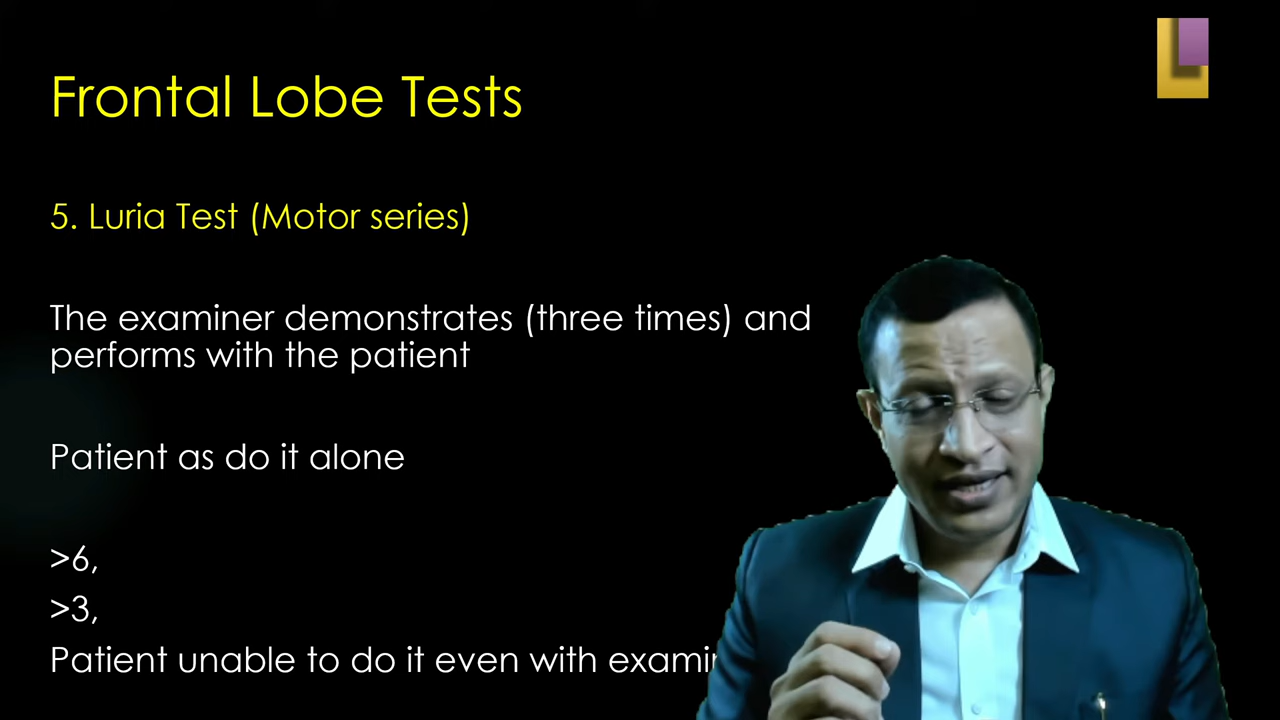 Frontal Lobe Tests
5. Luria Test (Motor series)
The examiner demonstrates (three times) and
performs with the patient
Patient as do it alone
>6,
>3,
Patient unable to do it even with